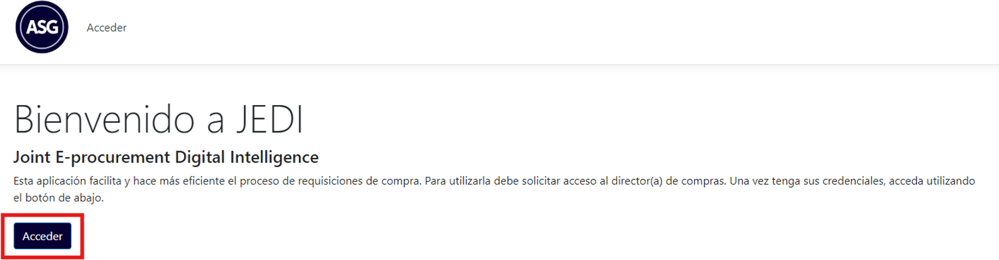 ASG
Acceder
Bienvenido a JEDI
Joint E-procurement Digital Intelligence
Esta aplicación facilita y hace más eficiente el proceso de requisiciones de compra. Para utilizarla debe solicitar acceso al director(a) de compras. Una vez tenga sus credenciales, acceda utilizando
el botón de abajo.
Acceder